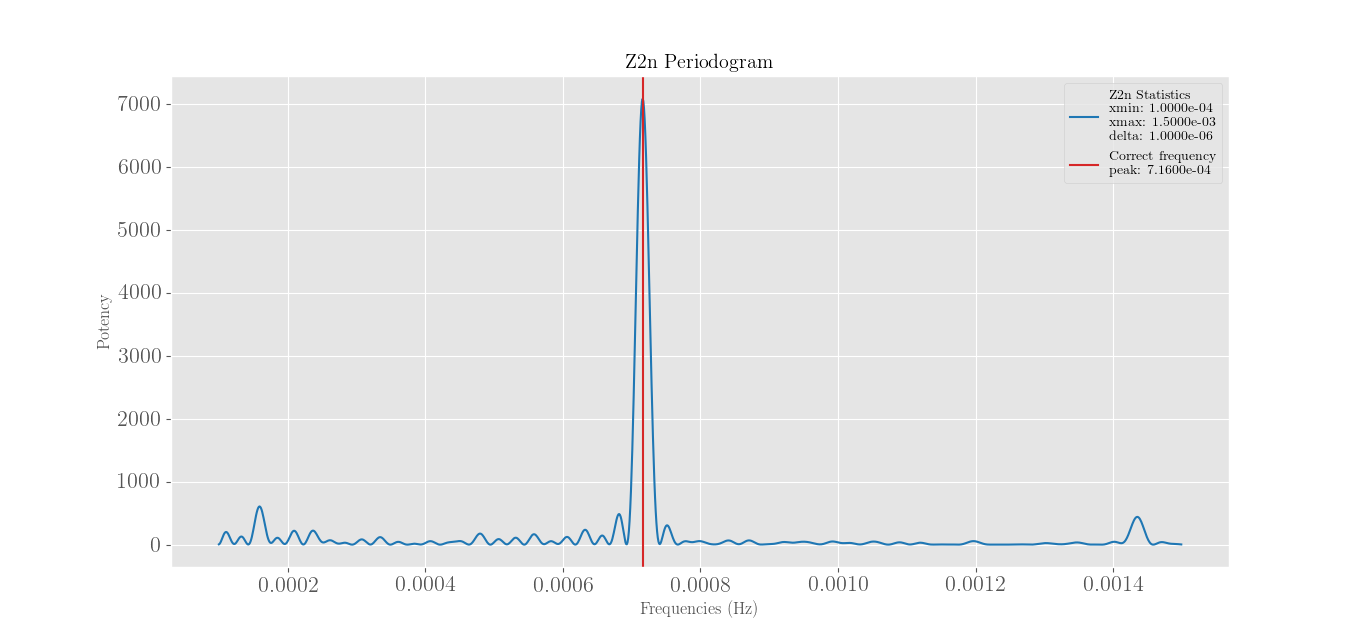 Z2n Periodogram
7000
6000
5000
4000
3000
2000
1000
0
Potency
Z2n Statistics
xmin: 1.0000e-04
xmax: 1.5000e-03
delta: 1.0000e-06
Correct frequency
peak: 7.1600e-04
0.0002 0.0004 0.0006 0.0008 0.0010 0.0012 0.0014
Frequencies (Hz)